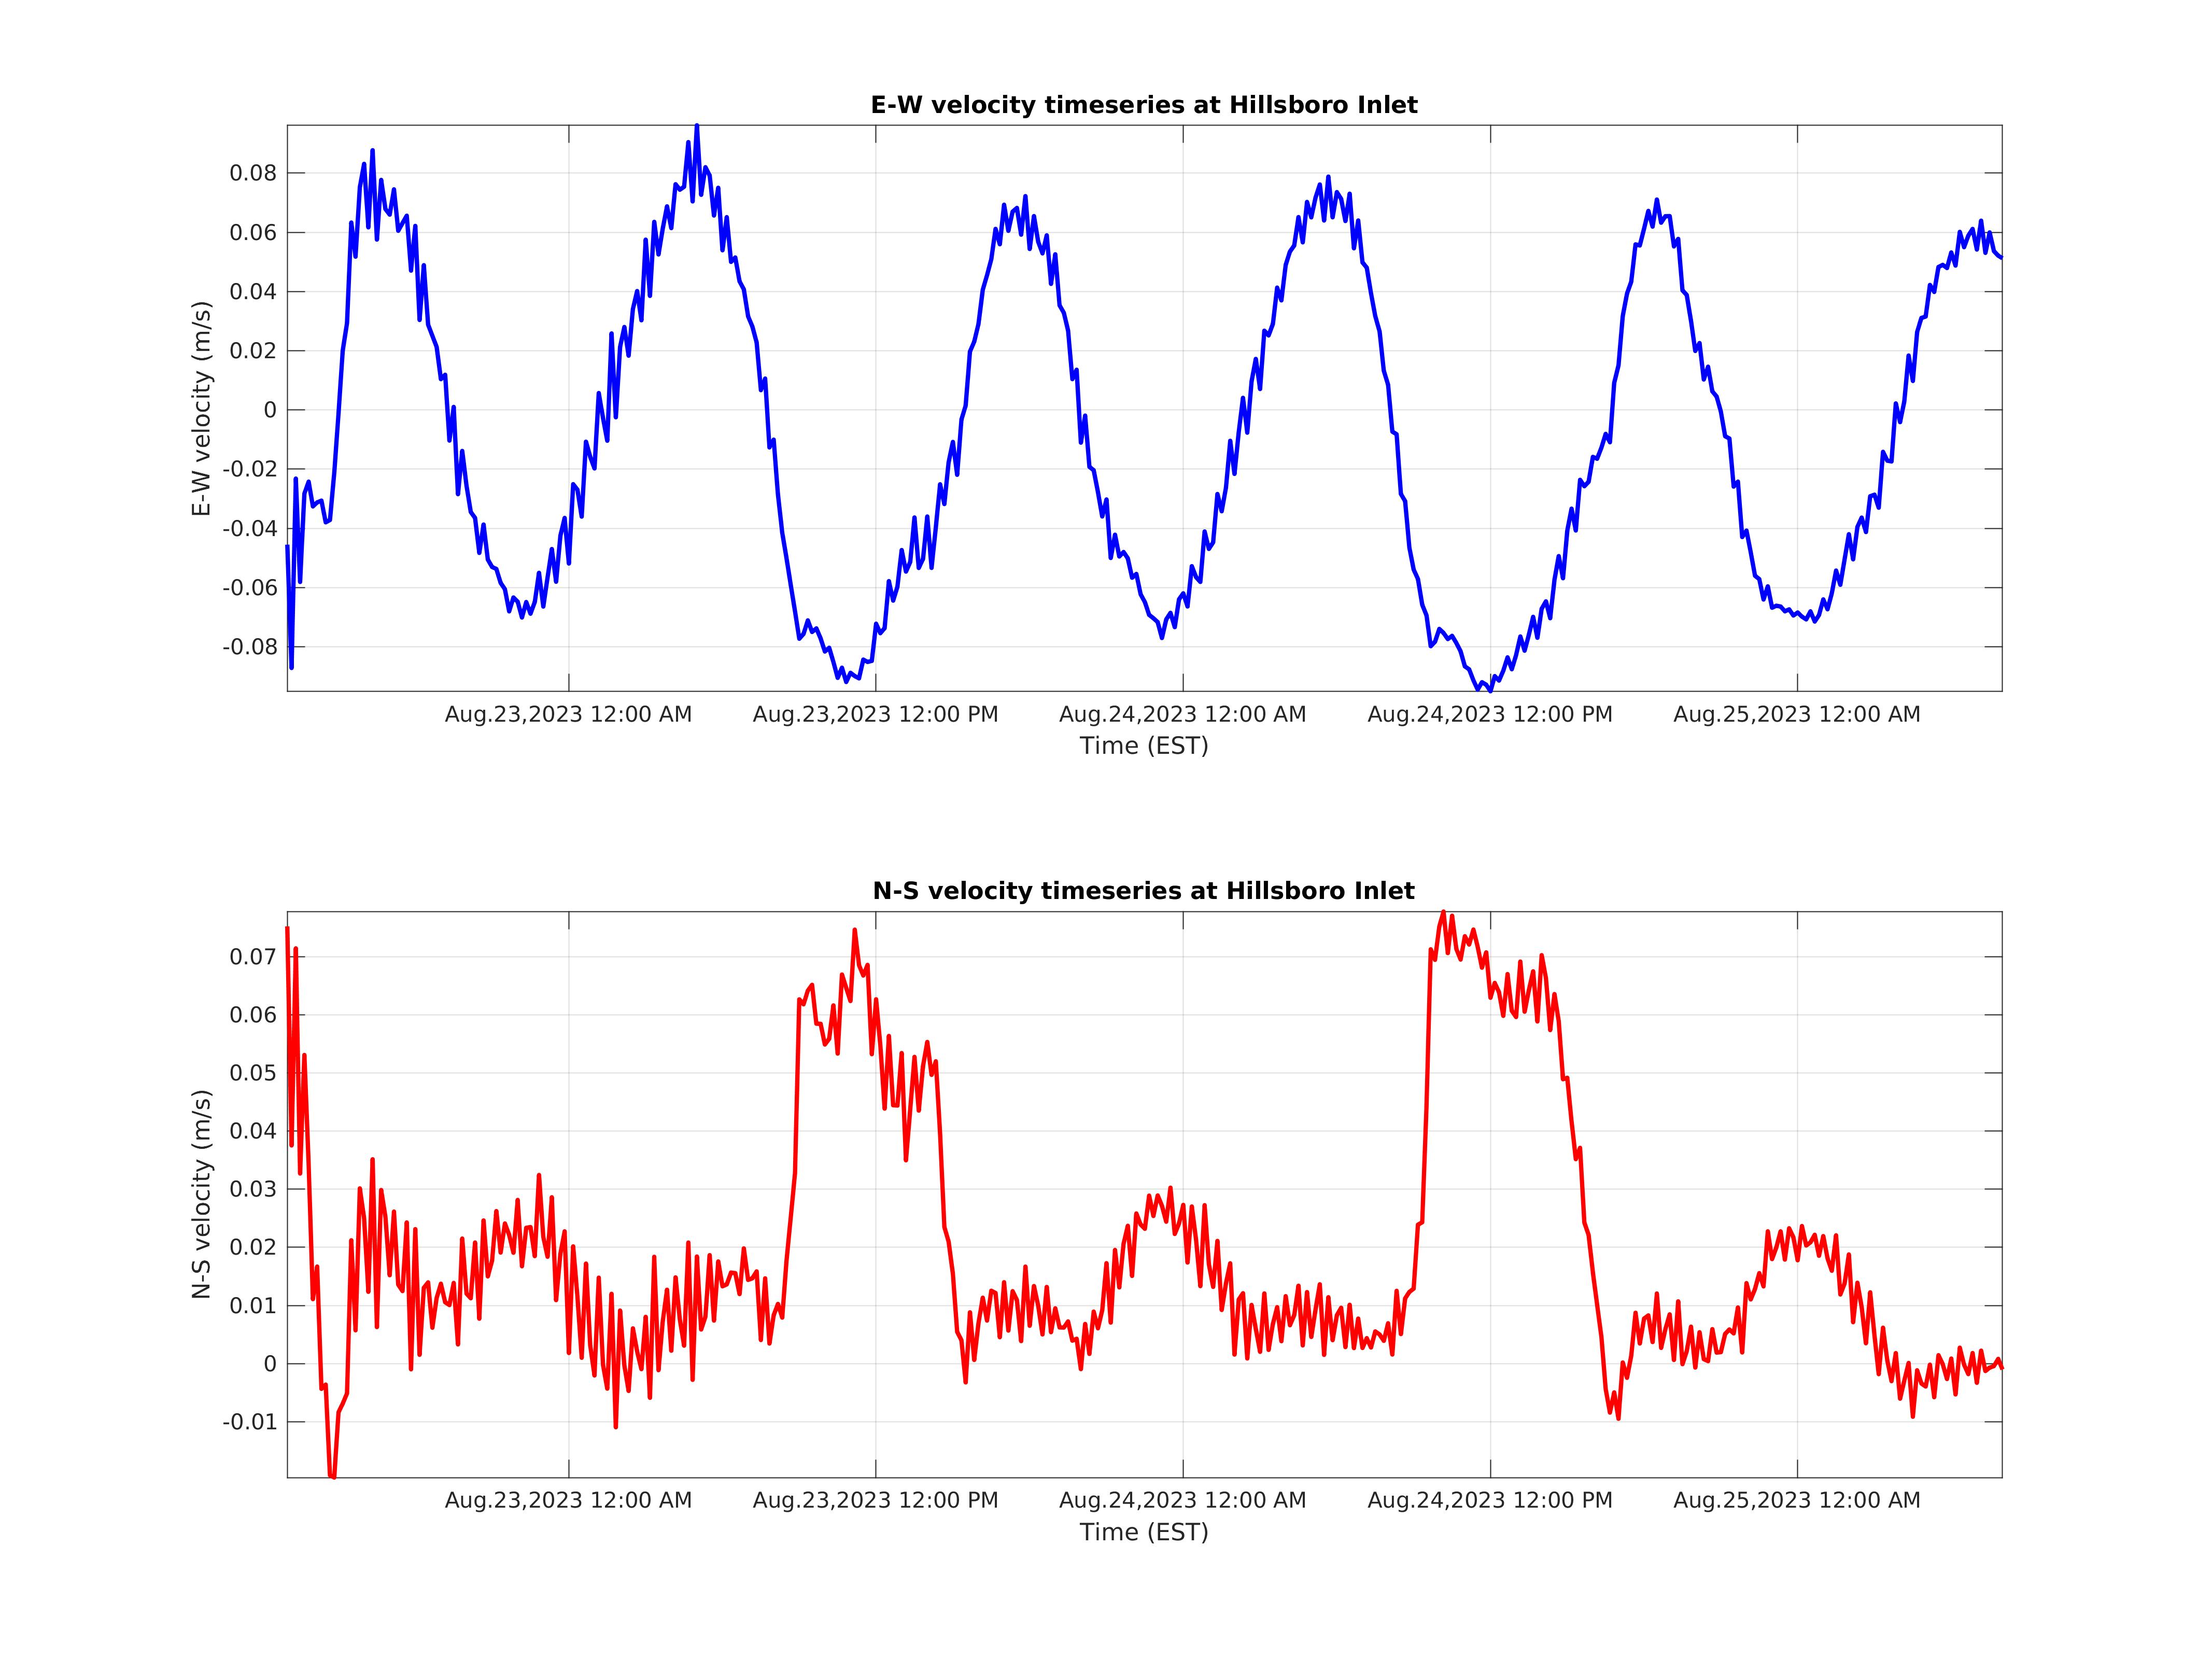 E-W velocity timeseries at Hillsboro Inlet
E-W velocity (m/s)
0.08
0.06
0.04
0.02
0
-0.02
-0.04
-0.06
-0.08
Aug.23,2023 12:00 AM Aug.23,2023 12:00 PM Aug.24,2023 12:00 AM Aug.24,2023 12:00 PM Aug.25,2023 12:00 AM
Time (EST)
N-S velocity timeseries at Hillsboro Inlet
N-S velocity (m/s)
0.07
0.06
0.05
0.04
0.03
0.02
0.01
0
-0.01
Aug.23,2023 12:00 AM Aug.23,2023 12:00 PM Aug.24,2023 12:00 AM Aug.24,2023 12:00 PM Aug.25,2023 12:00 AM
Time (EST)